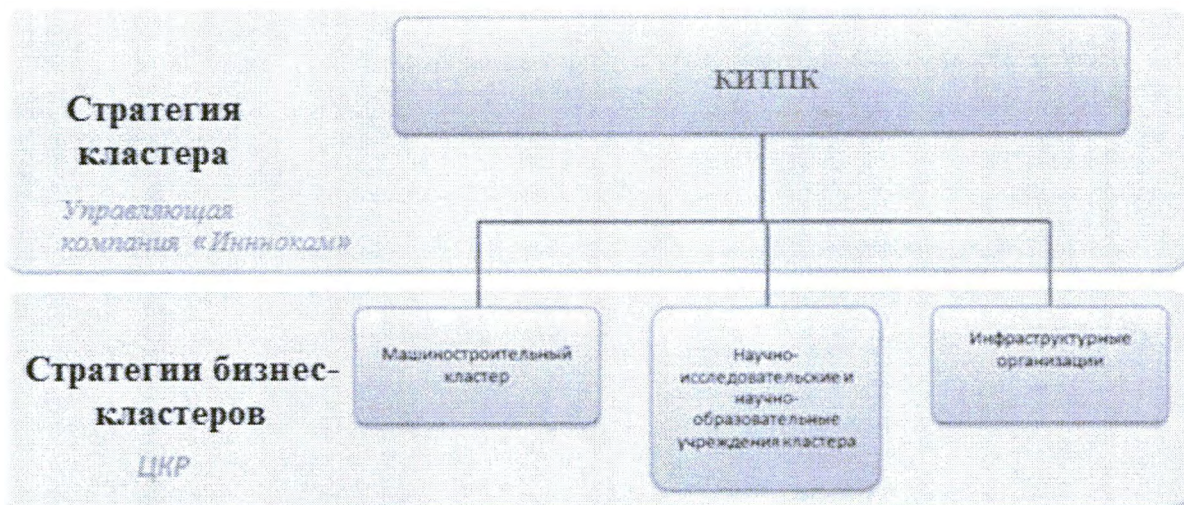 КИТПК
Стратегия
кластера
Управляющая
компания «Инннокам»
Стратегии бизнес-
кластеров
ЦКР
Машиностроительный
кластер
Научно-
исследовательские и
научно-
образовательные
учреждения кластера
Инфраструктурные
организации